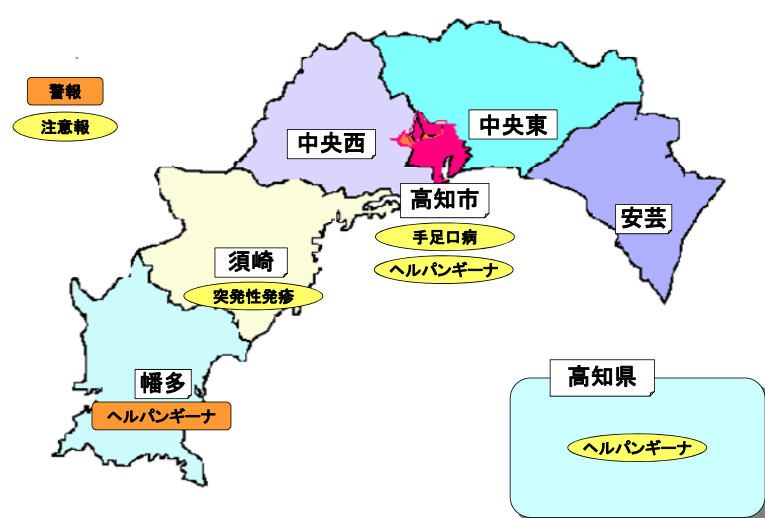 警報
注意報
中央西
中央東
高知市
手足口病
ヘルパンギーナ
安芸
須崎
突発性発疹
幡多
ヘルパンギーナ
高知県
ヘルパンギーナ